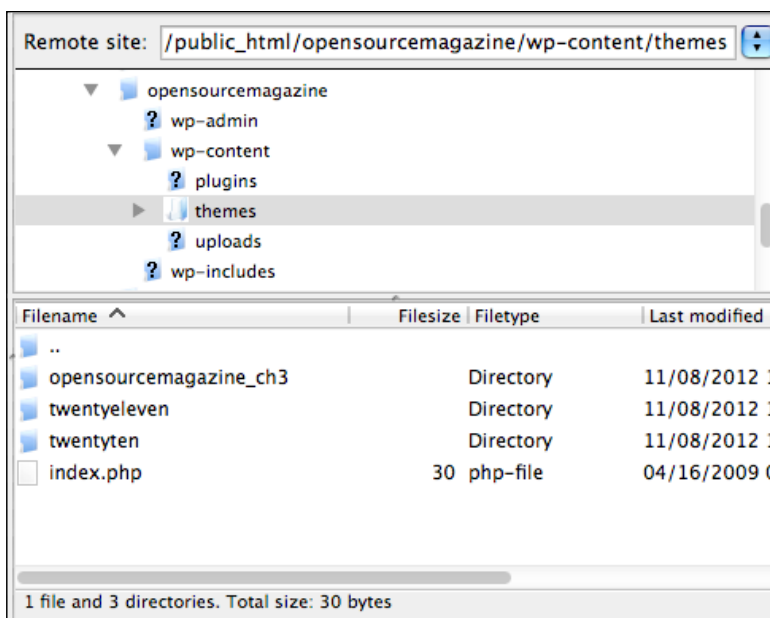 Remote site: /public_html/opensourcemagazine/wp-content/themes
opensourcemagazine
? wp-admin
wp-content
? plugins
themes
? uploads
? wp-includes
Filename Filesize Filetype Last modified
..
opensourcemagazine_ch3 Directory 11/08/2012
twentyeleven Directory 11/08/2012
twentyten Directory 11/08/2012
index.php 30 php-file 04/16/2009
1 file and 3 directories. Total size: 30 bytes